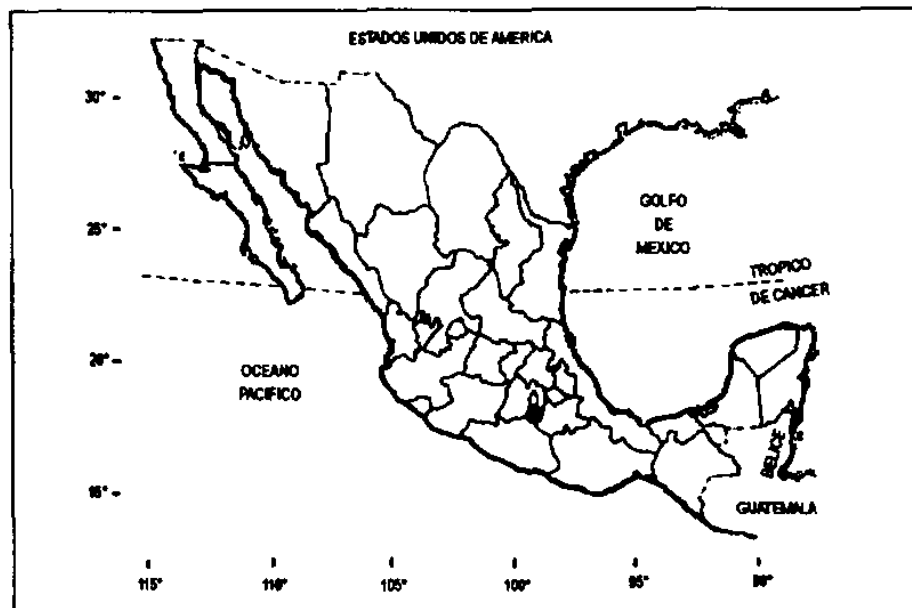 ESTADOS UNIDOS DE AMERICA
30°
GOLFO
DE
MEXICO
25°
TROPICO
DE CANCER
20°
OCEANO
PACIFICO
BELICE
15°
GUATEMALA
115° 110° 105° 100° 95° 90°